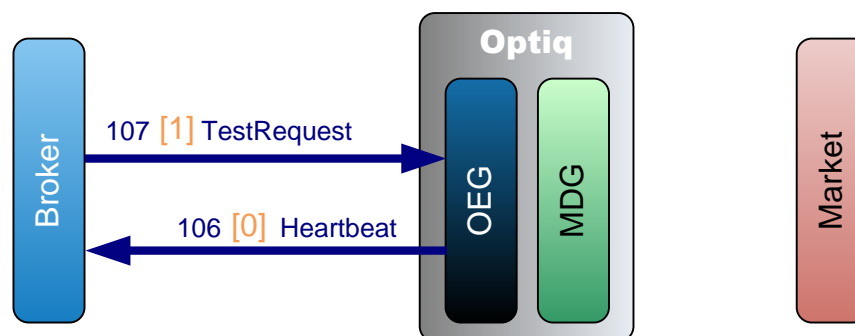 Optiq
107 [1] TestRequest
106 [0] Heartbeat
Broker
OEG
MDG
Market